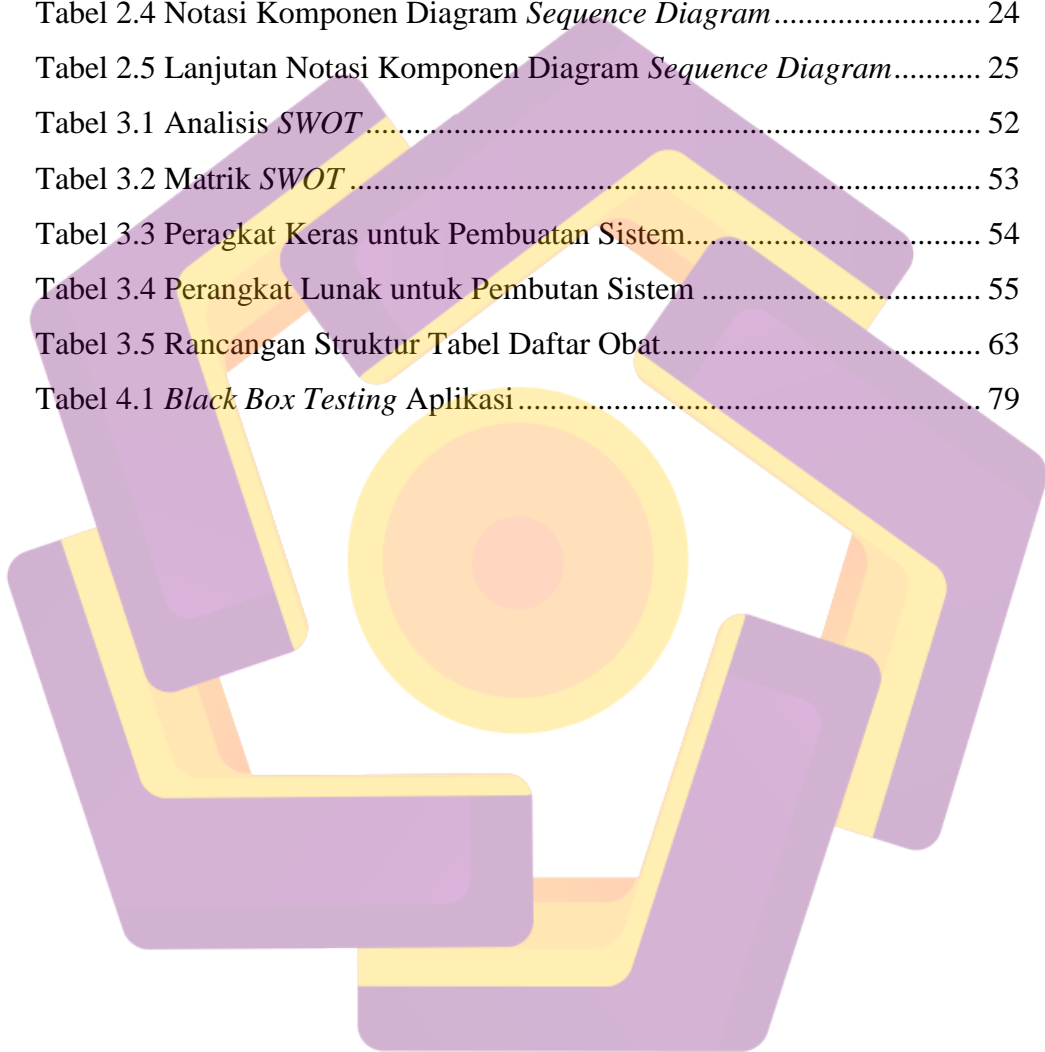 Tabel 2.4 Notasi Komponen Diagram Sequence Diagram........................ 24
Tabel 2.5 Lanjutan Notasi Komponen Diagram Sequence Diagram........... 25
Tabel 3.1 Analisis SWOT........................................................................... 52
Tabel 3.2 Matrik SWOT............................................................................. 53
Tabel 3.3 Peragkat Keras untuk Pembuatan Sistem................................... 54
Tabel 3.4 Perangkat Lunak untuk Pembutan Sistem .................................. 55
Tabel 3.5 Rancangan Struktur Tabel Daftar Obat....................................... 63
Tabel 4.1 Black Box Testing Aplikasi........................................................ 79